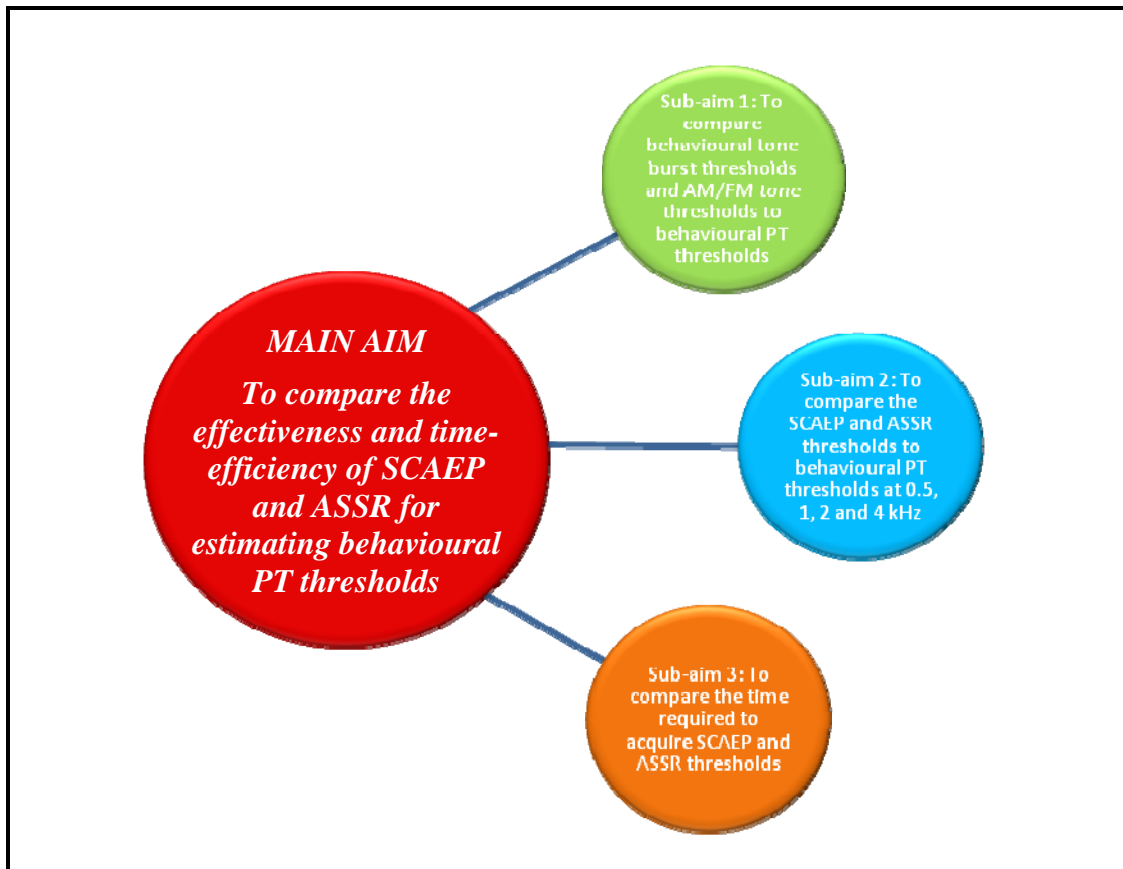 Sub-aim 1: To
compare
behavioural tone
burst thresholds
and AM/FM tone
thresholds to
behavioural PT
thresholds
MAIN AIM
To compare the
effectiveness and time-
efficiency of SCAEP
and ASSR for
estimating behavioural
PT thresholds
Sub-aim 2: To
compare the
SCAEP and ASSR
thresholds to
behavioural PT
thresholds at 0.5,
1, 2 and 4 kHz
Sub-aim 3: To
compare the time
required to
acquire SCAEP and
ASSR thresholds